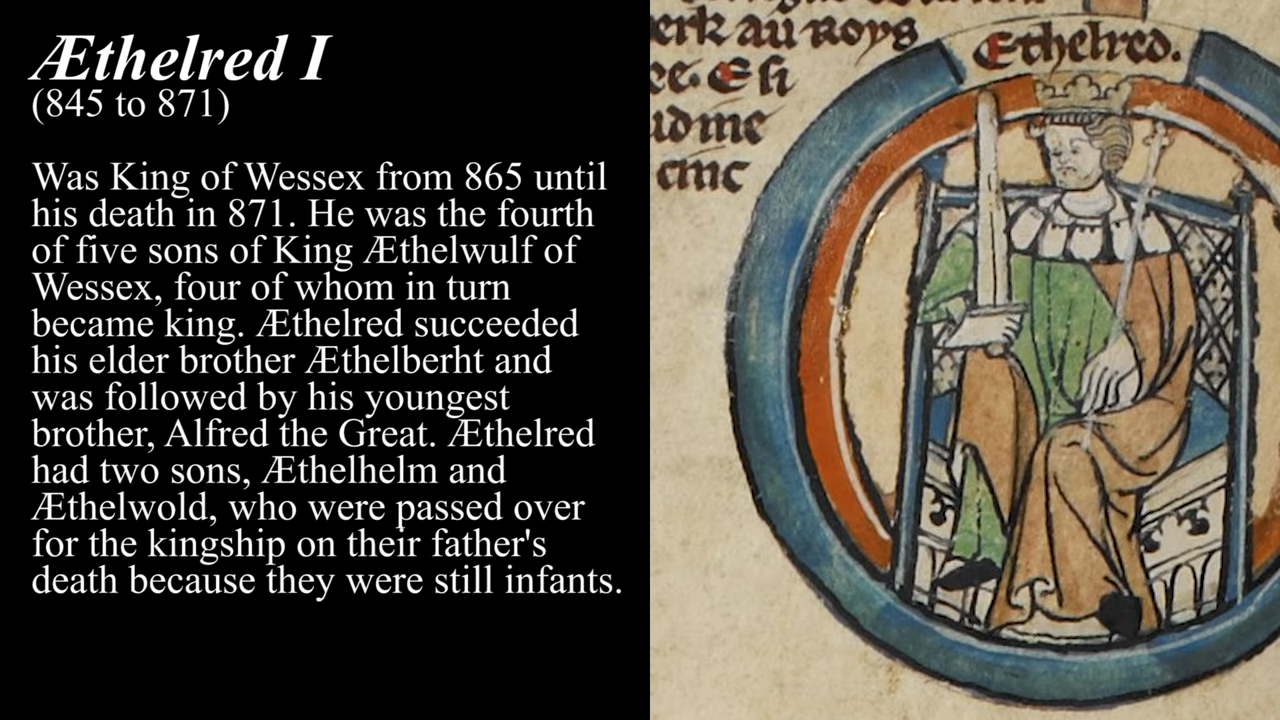 Æthelred I
(845 to 871)
Was King of Wessex from 865 until
his death in 871. He was the fourth
of five sons of King Æthelwulf of
Wessex, four of whom in turn
became king. Æthelred succeeded
his elder brother Æthelberht and
was followed by his youngest
brother, Alfred the Great. Æthelred
had two sons, Æthelhelm and
Æthelwold, who were passed over
for the kingship on their father's
death because they were still infants.
au roys
Ethelred.